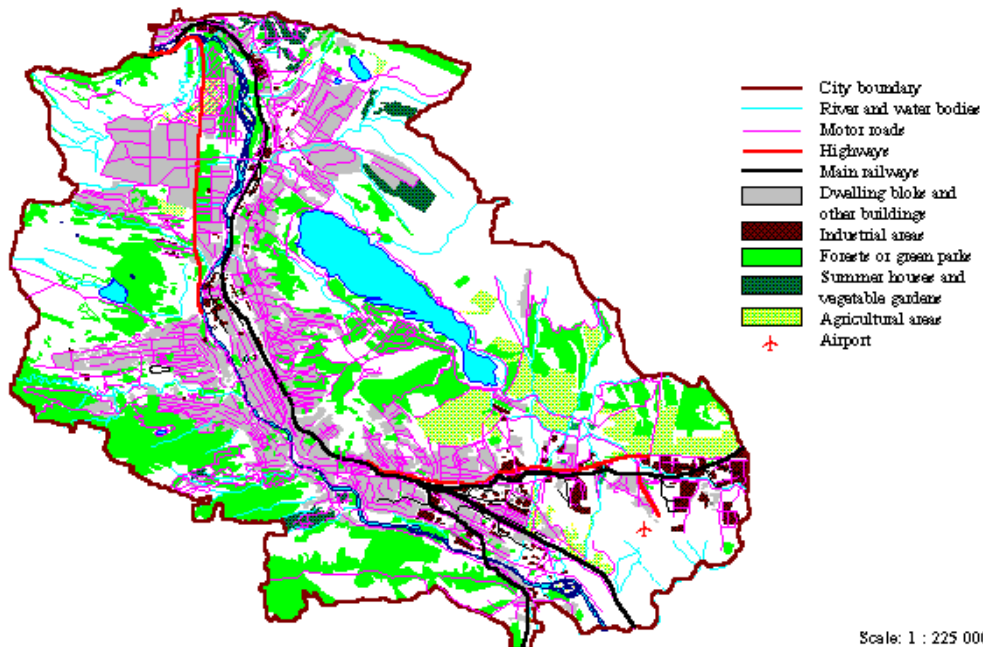 City boundary
River and water bodies
Motor roads
Highways
Main railways
Dwelling bloks and
other buildings
Industrial areas
Forests or green parks
Summer houses and
vegetable gardens
Agricultural areas
Airport
Scale: 1 : 225 000